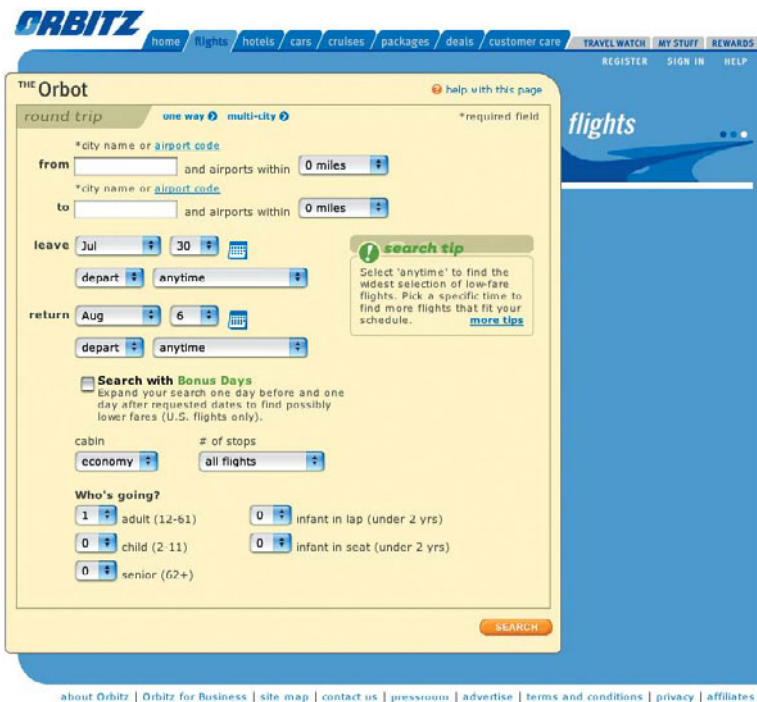 ORBITZ
home / flights / hotels / cars / cruises / packages / deals / customer care / TRAVEL WATCH MY STUFF REWARDS
REGISTER SIGN IN HELP
THE Orbot
help with this page
round trip one way multi-city *required field
flights
*city name or airport code
from and airports within 0 miles
*city name or airport code
to and airports within 0 miles
leave Jul 30
depart anytime
search tip
Select 'anytime' to find the
widest selection of low-fare
flights. Pick a specific time to
find more flights that fit your
schedule. more tips
return Aug 6
depart anytime
Search with Bonus Days
Expand your search one day before and one
day after requested dates to find possibly
lower fares (U.S. flights only).
cabin # of stops
economy all flights
Who's going?
1 adult (12-61) 0 infant in lap (under 2 yrs)
0 child (2-11) 0 infant in seat (under 2 yrs)
0 senior (62+)
SEARCH
about Orbitz | Orbitz for Business | site map | contact us | pressroom | advertise | terms and conditions | privacy | affiliates